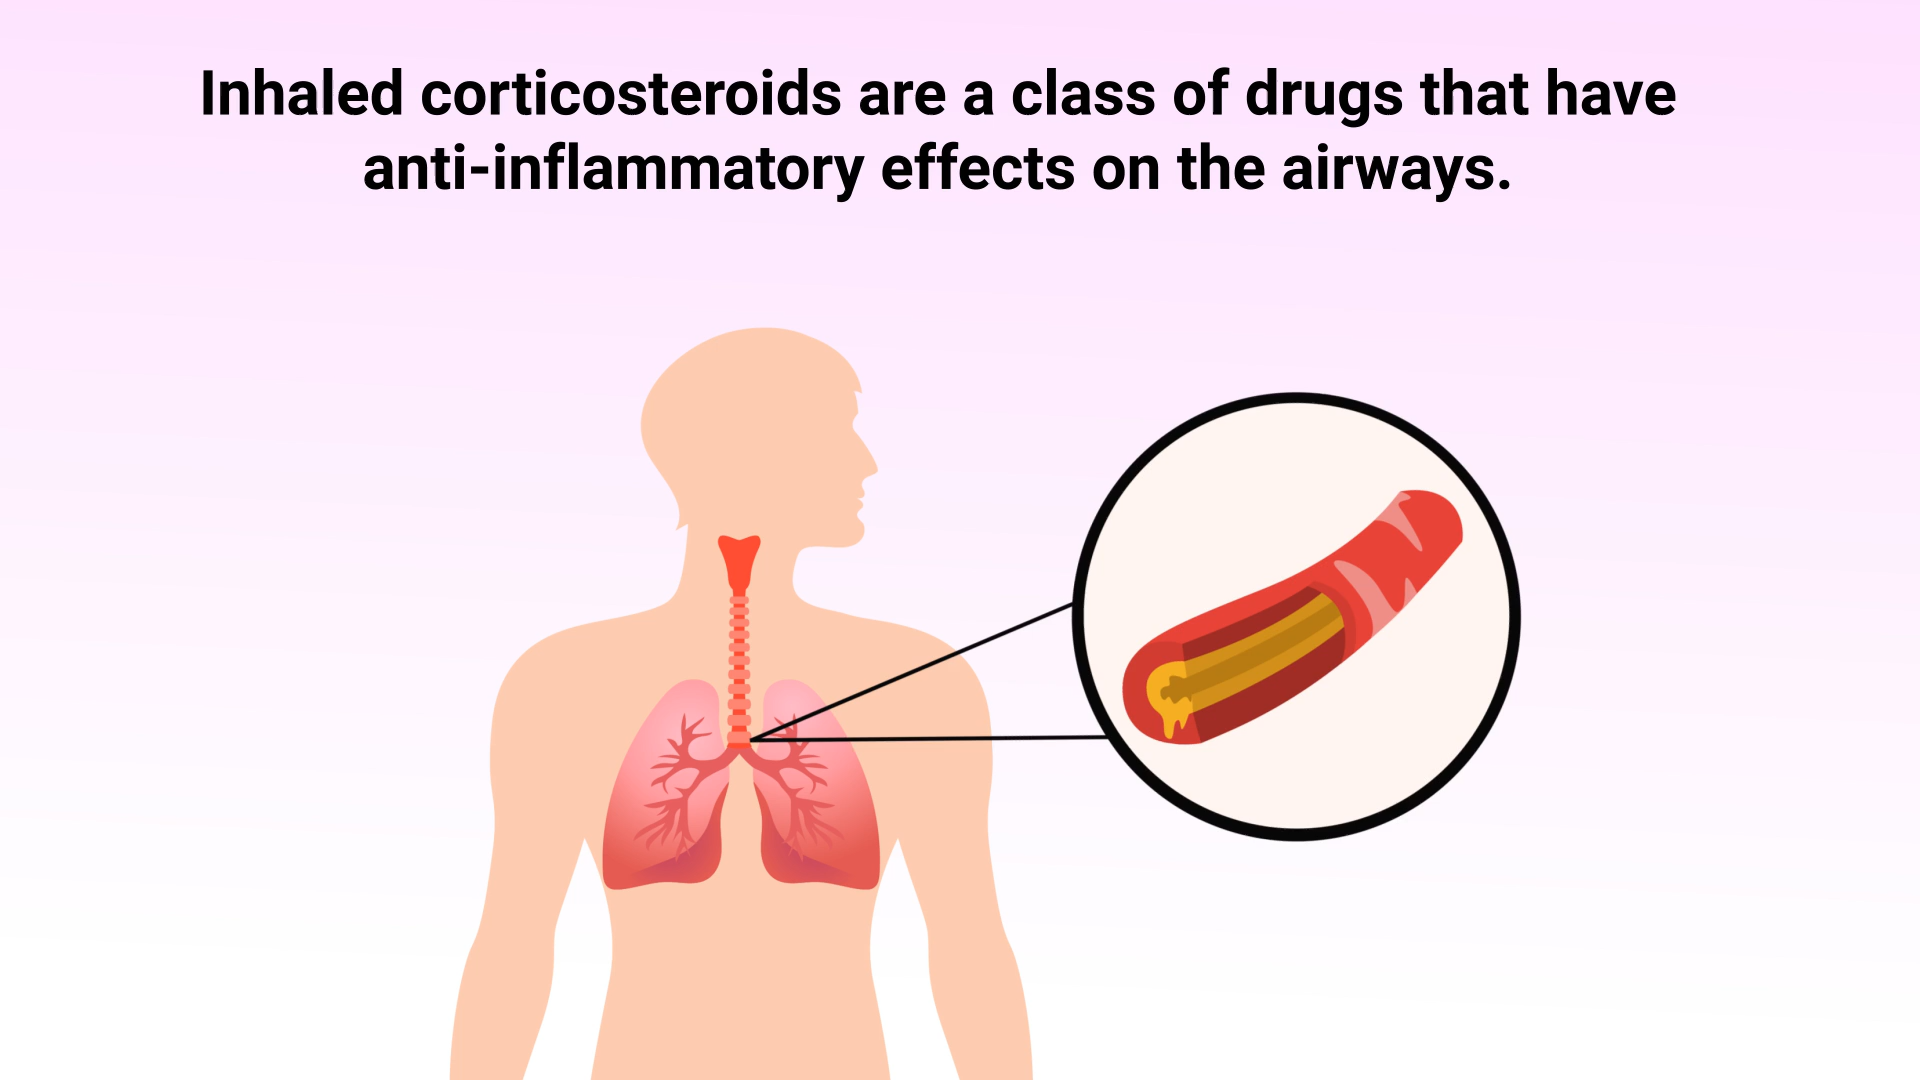 Inhaled corticosteroids are a class of drugs that have
anti-inflammatory effects on the airways.